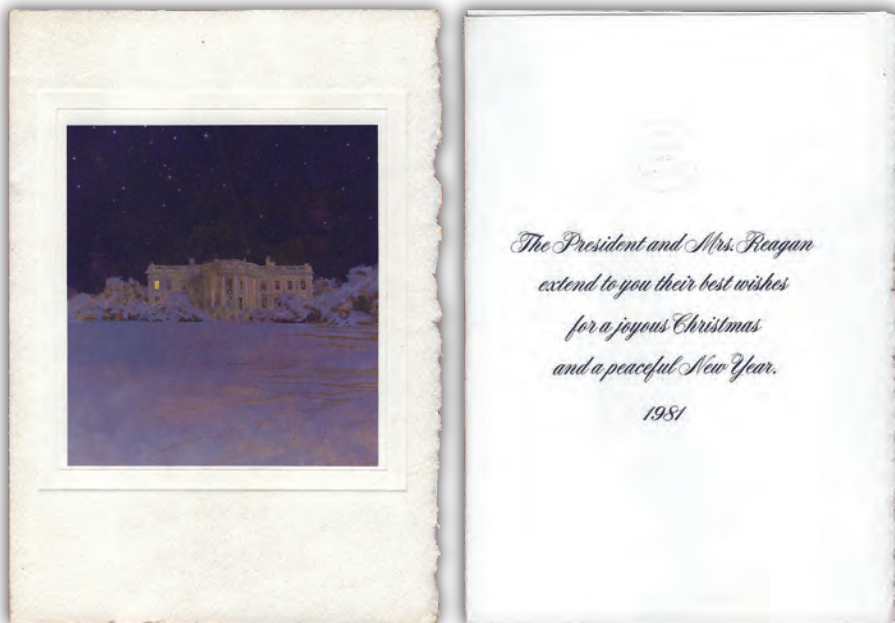 The President and Mrs. Reagan
extend to you their best wishes
for a joyous Christmas
and a peaceful New Year.
1981